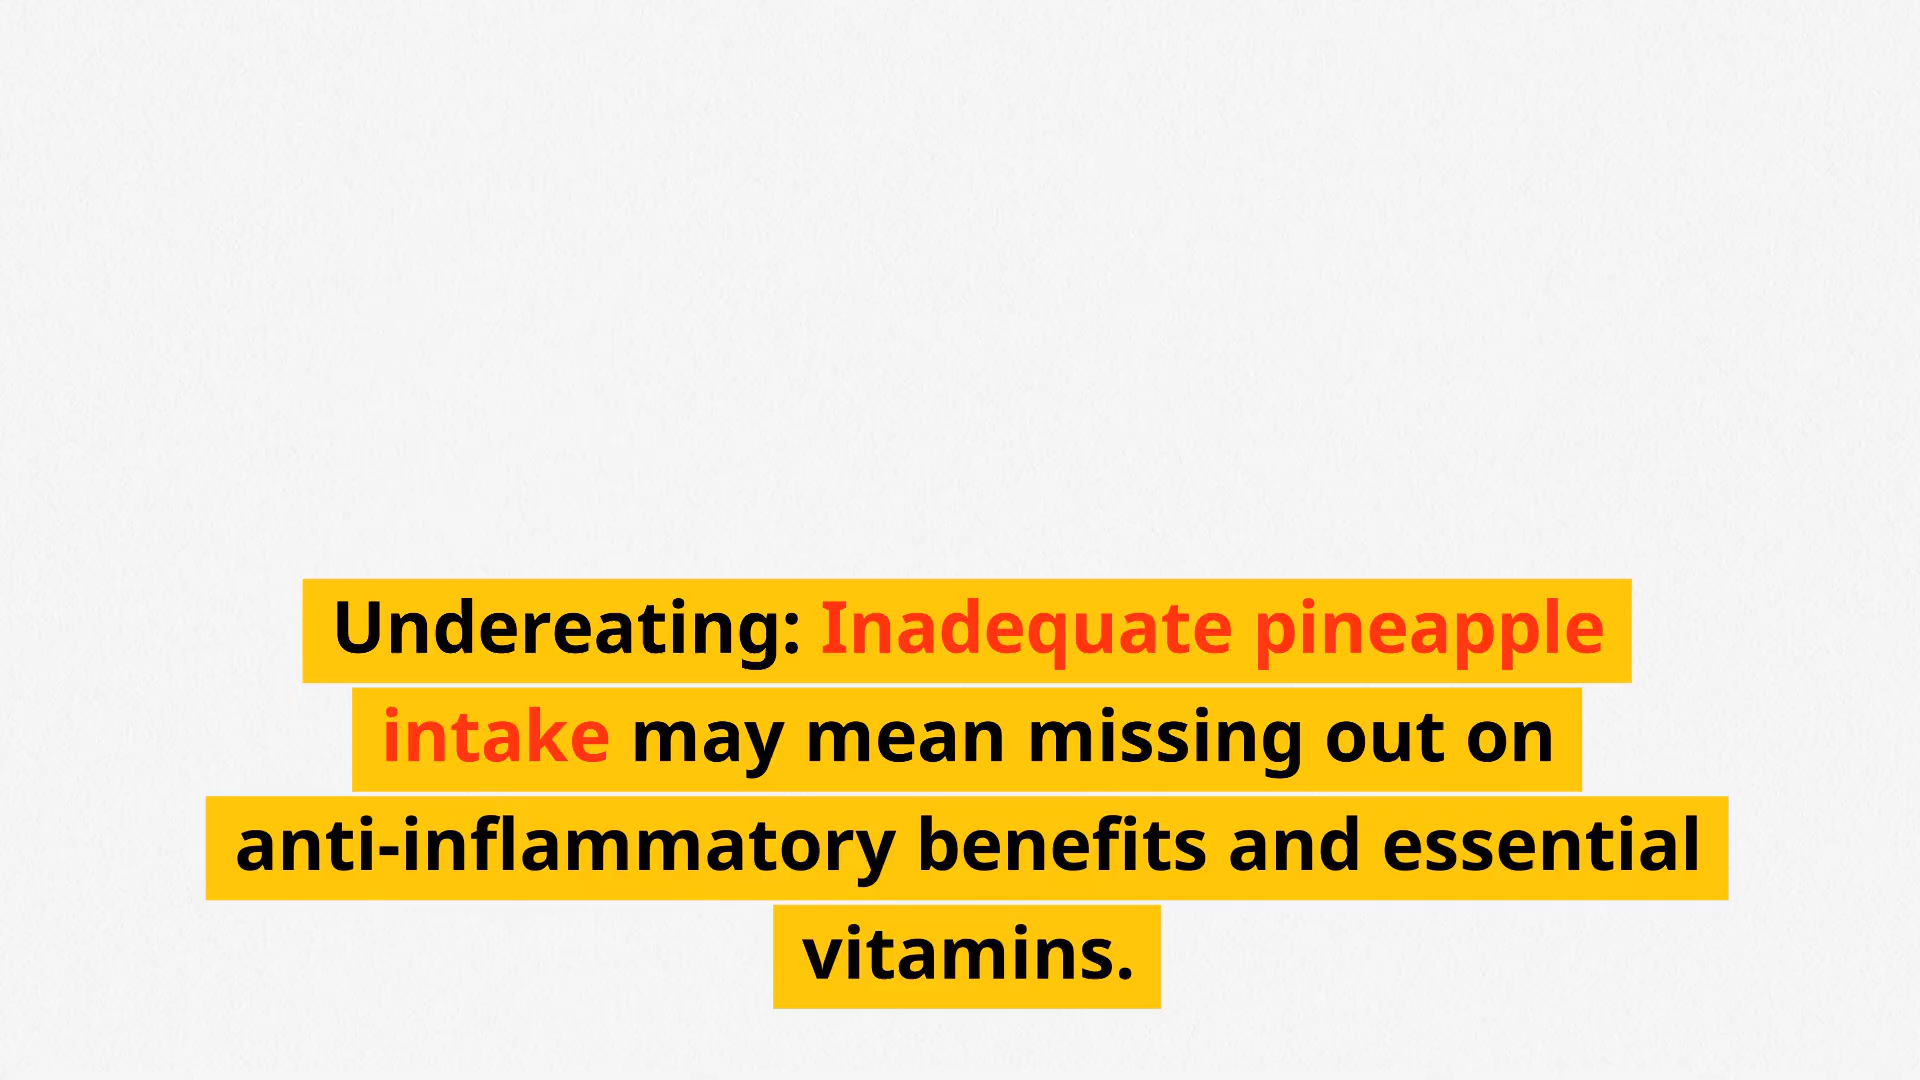 Undereating: Inadequate pineapple
intake may mean missing out on
anti-inflammatory benefits and essential
vitamins.